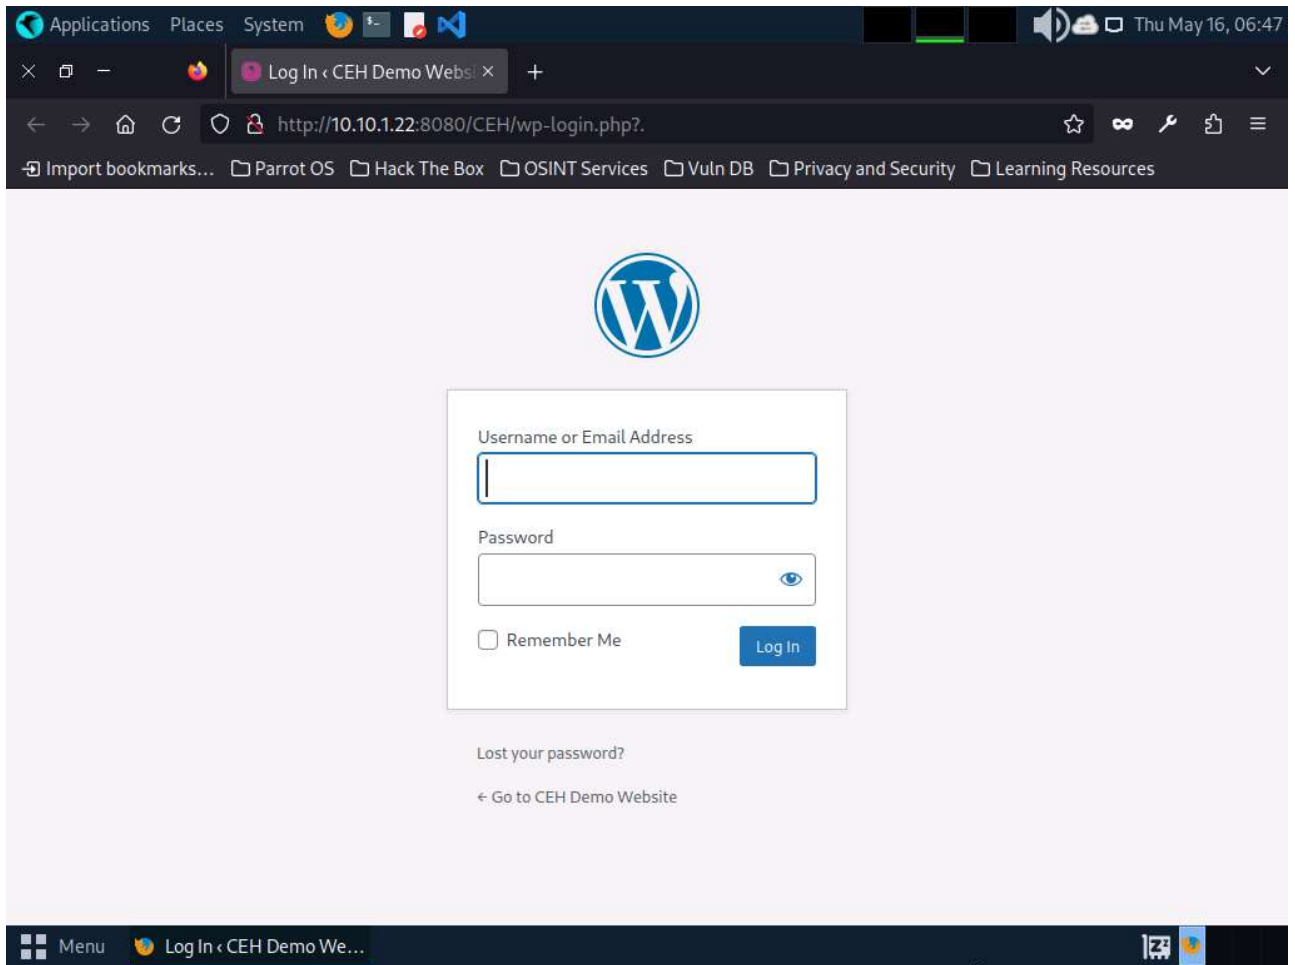 Applications Places System Thu May 16, 06:47
Log In ‹ CEH Demo Websi
http://10.10.1.22:8080/CEH/wp-login.php?.
Import bookmarks... Parrot OS Hack The Box OSINT Services Vuln DB Privacy and Security Learning Resources
Username or Email Address
Password
Remember Me Log In
Lost your password?
← Go to CEH Demo Website
Menu Log In ‹ CEH Demo We...